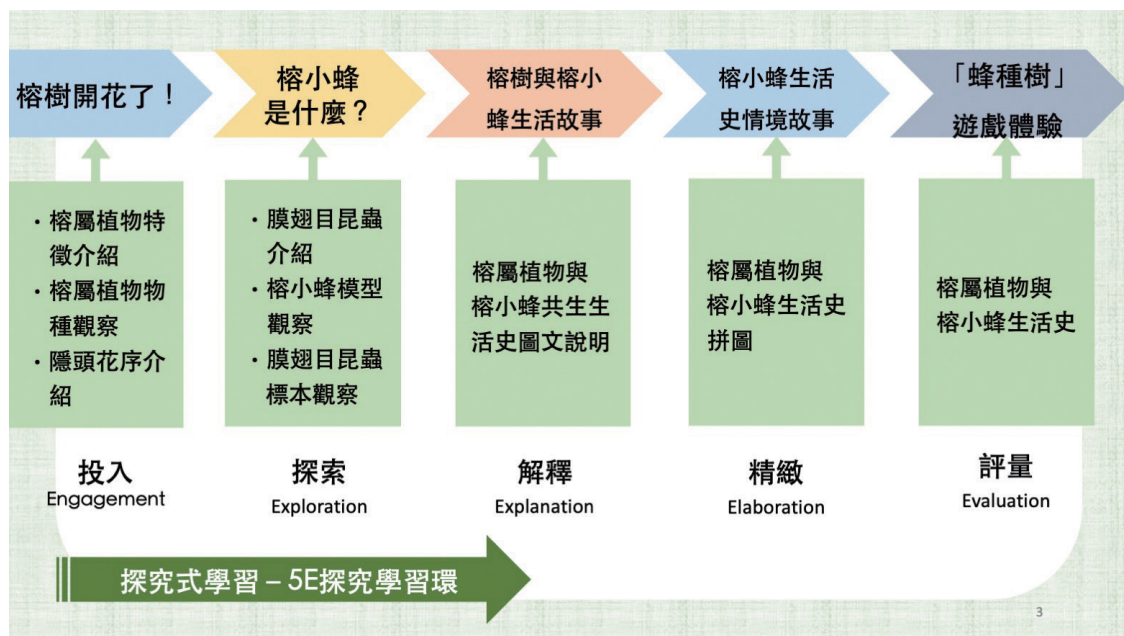 榕樹開花了！
榕小蜂
是什麼？
榕樹與榕小
蜂生活故事
榕小蜂生活
史情境故事
「蜂種樹」
遊戲體驗
・榕屬植物特
徵介紹
・榕屬植物物
種觀察
・隱頭花序介
紹
・膜翅目昆蟲
介紹
・榕小蜂模型
觀察
・膜翅目昆蟲
標本觀察
榕屬植物與
榕小蜂共生生
活史圖文說明
榕屬植物與
榕小蜂生活史
拼圖
榕屬植物與
榕小蜂生活史
投入
Engagement
探索
Exploration
解釋
Explanation
精緻
Elaboration
評量
Evaluation
探究式學習 – 5E探究學習環
3